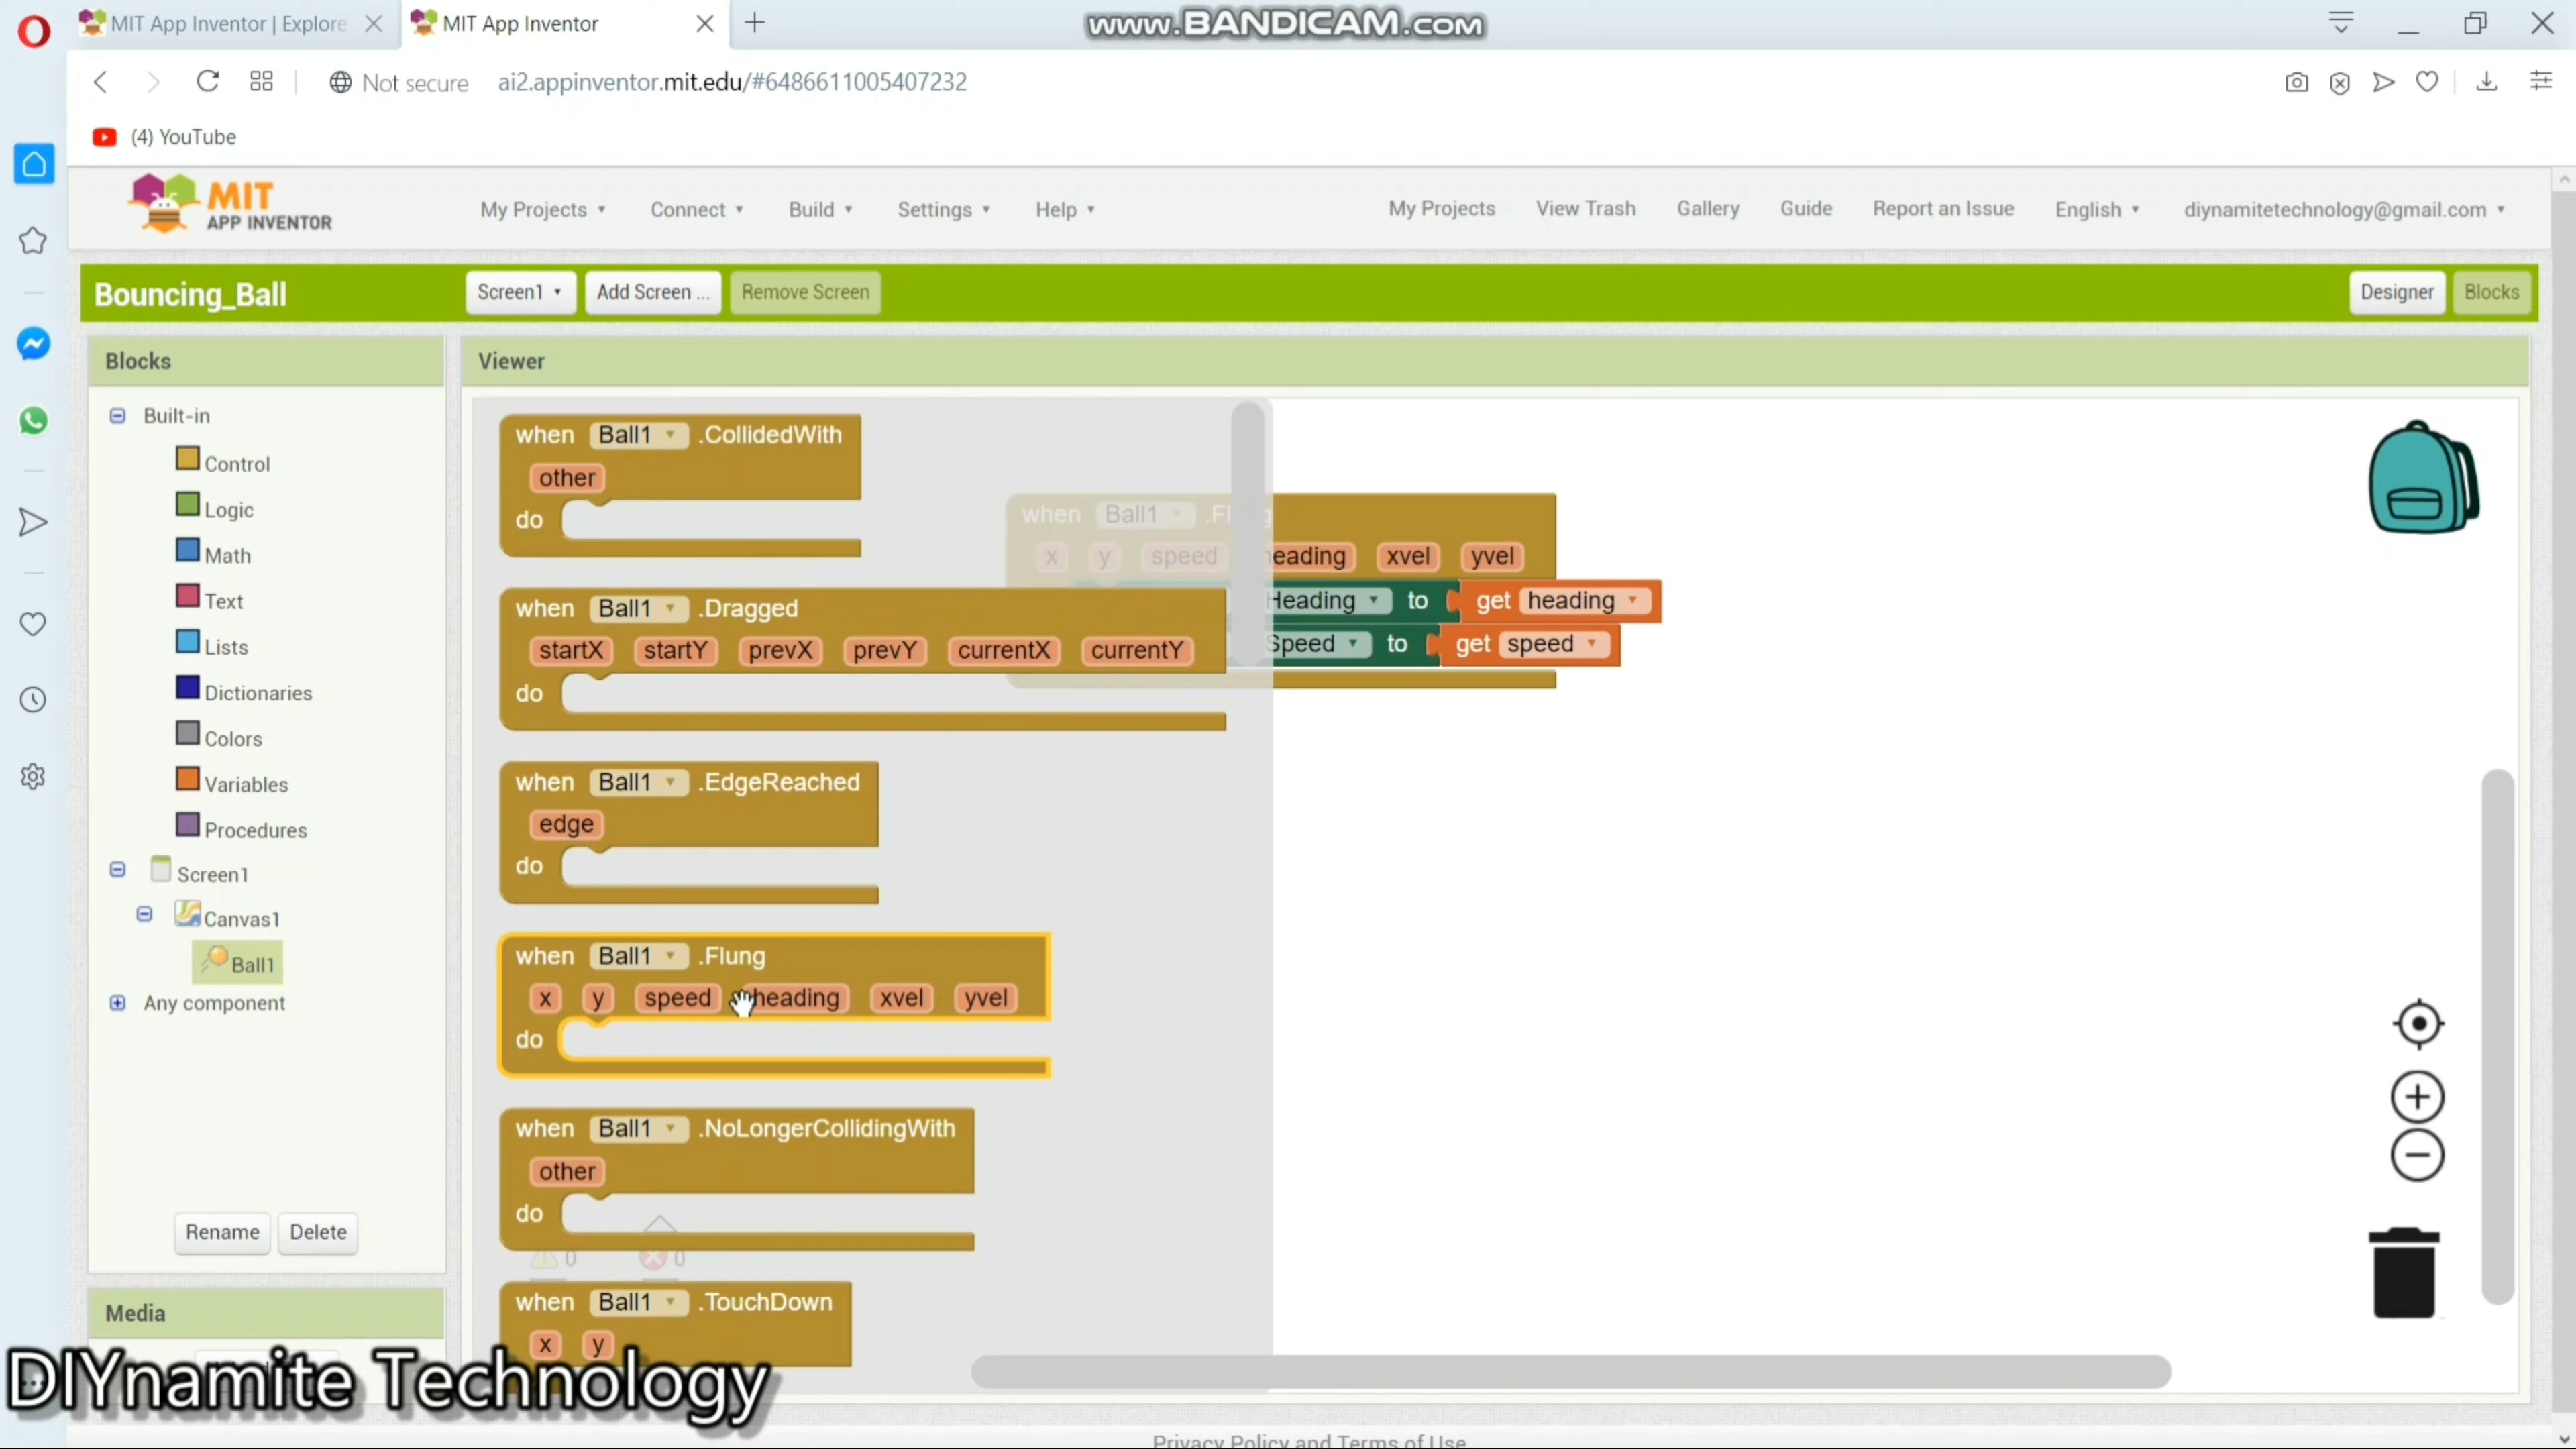 MIT App Inventor | Explore
MIT App Inventor
www.BANDICAM.com
Not secure
ai2.appinventor.mit.edu/#6486611005407232
(4) YouTube
MIT
APP INVENTOR
My Projects
Connect
Build
Settings
Help
My Projects
View Trash
Gallery
Guide
Report an Issue
English
diynamitetechnology@gmail.com
Bouncing_Ball
Screen1
Add Screen ...
Remove Screen
Designer
Blocks
Blocks
Built-in
Control
Logic
Math
Text
Lists
Dictionaries
Colors
Variables
Procedures
Screen1
Canvas1
Ball1
Any component
Rename
Delete
Media
Viewer
when Ball1 .CollidedWith
other
do
when Ball1 .Dragged
startX startY prevX prevY currentX currentY
do
when Ball1 .EdgeReached
edge
do
when Ball1 .Flung
x y speed heading xvel yvel
do
when Ball1 .NoLongerCollidingWith
other
do
0 0
when Ball1 .TouchDown
x y
when Ball1
x y speed heading xvel yvel
Heading to get heading
Speed to get speed
DIYnamite Technology
Privacy Policy and Terms of Use